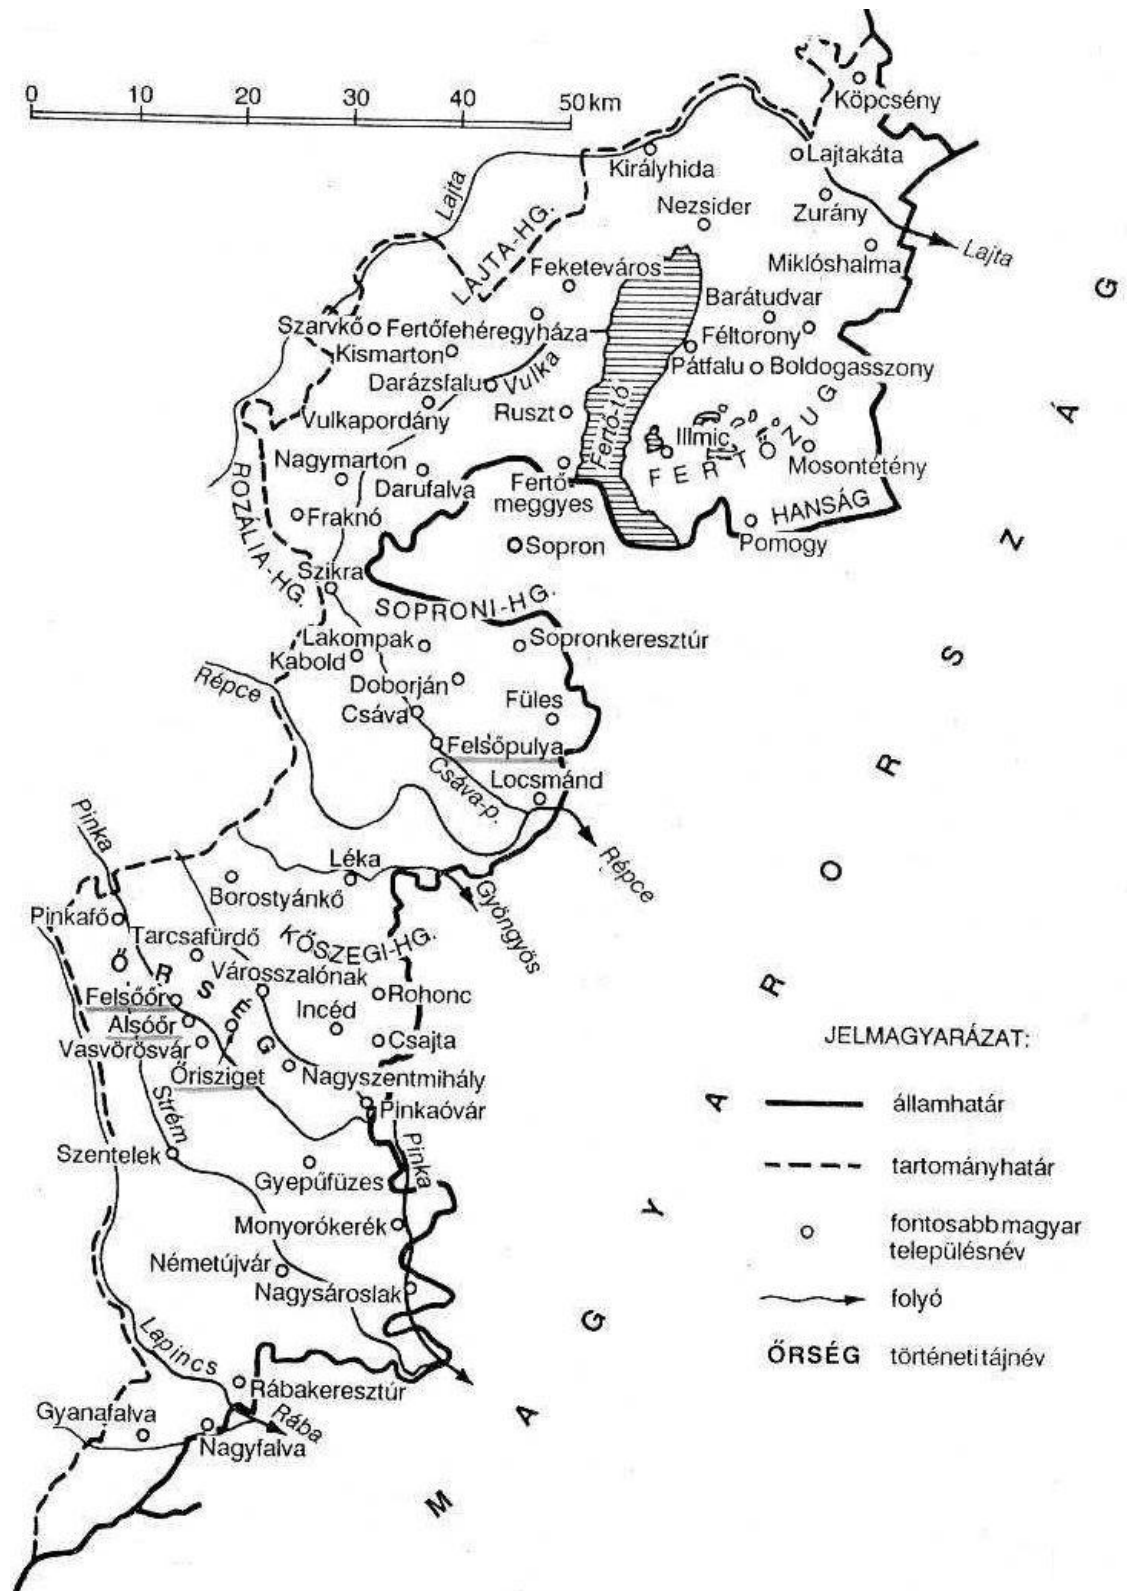 0 10 20 30 40 50 km
Köpcsény
Lajtakáta
Királyhida
Lajta
Nezsider
Zurány
LAJTA-HG.
Lajta
Miklóshalma
Feketeváros
Barátudvar
Szarvkő
Fertőfehéregyháza
Féltorony
Kismarton
Pátfalu
Boldogasszony
Darázsfalu
Vulka
Vulkapordány
Ruszt
Fertő-tó
Illmic
FERTŐZUG
Mosontétény
Nagymarton
Darufalva
Fertő-
meggyes
HANSÁG
Fraknó
Pomogy
ROZÁLIA-HG.
Sopron
Szikra
SOPRONI-HG.
Lakompak
Sopronkeresztúr
Kabold
Répce
Doborján
Csáva
Füles
Felsőpulya
Csáva-p.
Locsmánd
Pinka
Répce
Léka
Borostyánkő
Gyöngyös
Pinkafő
Tarcsafürdő
KŐSZEGI-HG.
ŐRSÉG
Városszalónak
Felsőőr
Rohonc
Incéd
Alsóőr
Csajta
Vasvörösvár
Őrisziget
Nagyszentmihály
Pinkaóvár
Strém
Pinka
Szentelek
Gyepűfüzes
Monyorókerék
Németújvár
Nagysároslak
Lapincs
Rábakeresztúr
Gyanafalva
Rába
Nagyfalva
MAGYARORSZÁG
JELMAGYARÁZAT:
államhatár
tartományhatár
fontosabb magyar
településnév
folyó
ŐRSÉG történeti tájnév